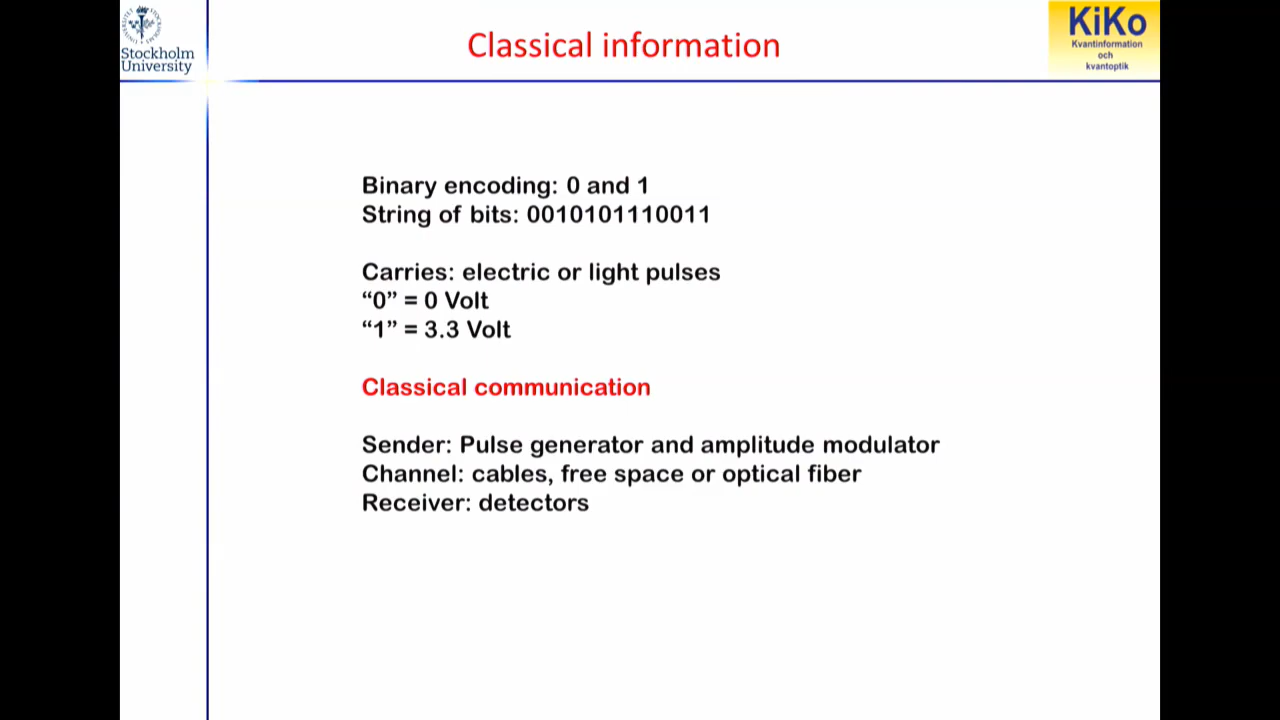 Stockholm
University
Classical information
KiKo
Kvantinformation
och
kvantoptik
Binary encoding: 0 and 1
String of bits: 0010101110011
Carries: electric or light pulses
“0” = 0 Volt
“1” = 3.3 Volt
Classical communication
Sender: Pulse generator and amplitude modulator
Channel: cables, free space or optical fiber
Receiver: detectors